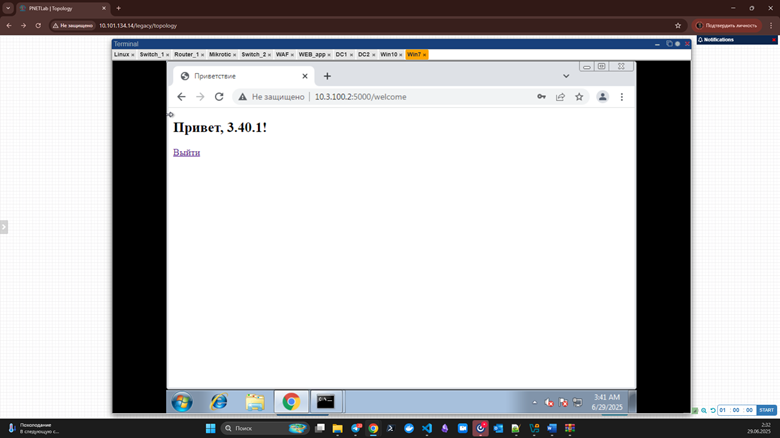 PNETLab | Topology
Не защищено
10.101.134.14/legacy/topology
Подтвердить личность
Terminal
Notifications
Linux
Switch_1
Router_1
Mikrotic
Switch_2
WAF
WEB_app
DC1
DC2
Win10
Win7
Приветствие
Не защищено
10.3.100.2:5000/welcome
Привет, 3.40.1!
Выйти
3:41 AM
6/29/2025
01 : 00 : 00
START
Похолодание
В следующую с...
Поиск
2:02
29.06.2025